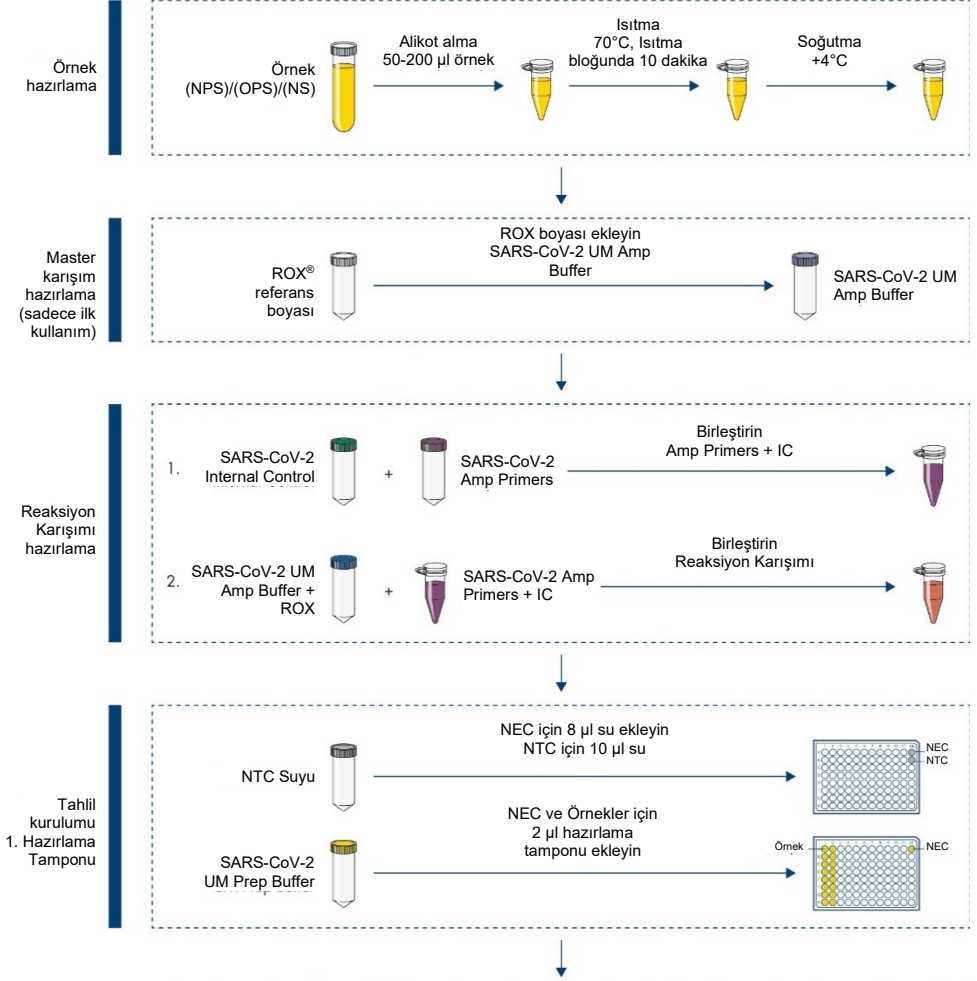 Örnek
hazırlama
Örnek
(NPS)/(OPS)/(NS)
Alikot alma
50-200 µl örnek
Isıtma
70°C, Isıtma
bloğunda 10 dakika
Soğutma
+4°C
Master
karışım
hazırlama
(sadece ilk
kullanım)
ROX®
referans
boyası
ROX boyası ekleyin
SARS-CoV-2 UM Amp
Buffer
SARS-CoV-2 UM
Amp Buffer
Reaksiyon
Karışımı
hazırlama
1.
SARS-CoV-2
Internal Control
+
SARS-CoV-2
Amp Primers
Birleştirin
Amp Primers + IC
2.
SARS-CoV-2 UM
Amp Buffer +
ROX
+
SARS-CoV-2 Amp
Primers + IC
Birleştirin
Reaksiyon Karışımı
Tahlil
kurulumu
1. Hazırlama
Tamponu
NTC Suyu
NEC için 8 µl su ekleyin
NTC için 10 µl su
NEC
NTC
SARS-CoV-2
UM Prep Buffer
NEC ve Örnekler için
2 µl hazırlama
tamponu ekleyin
Örnek
NEC